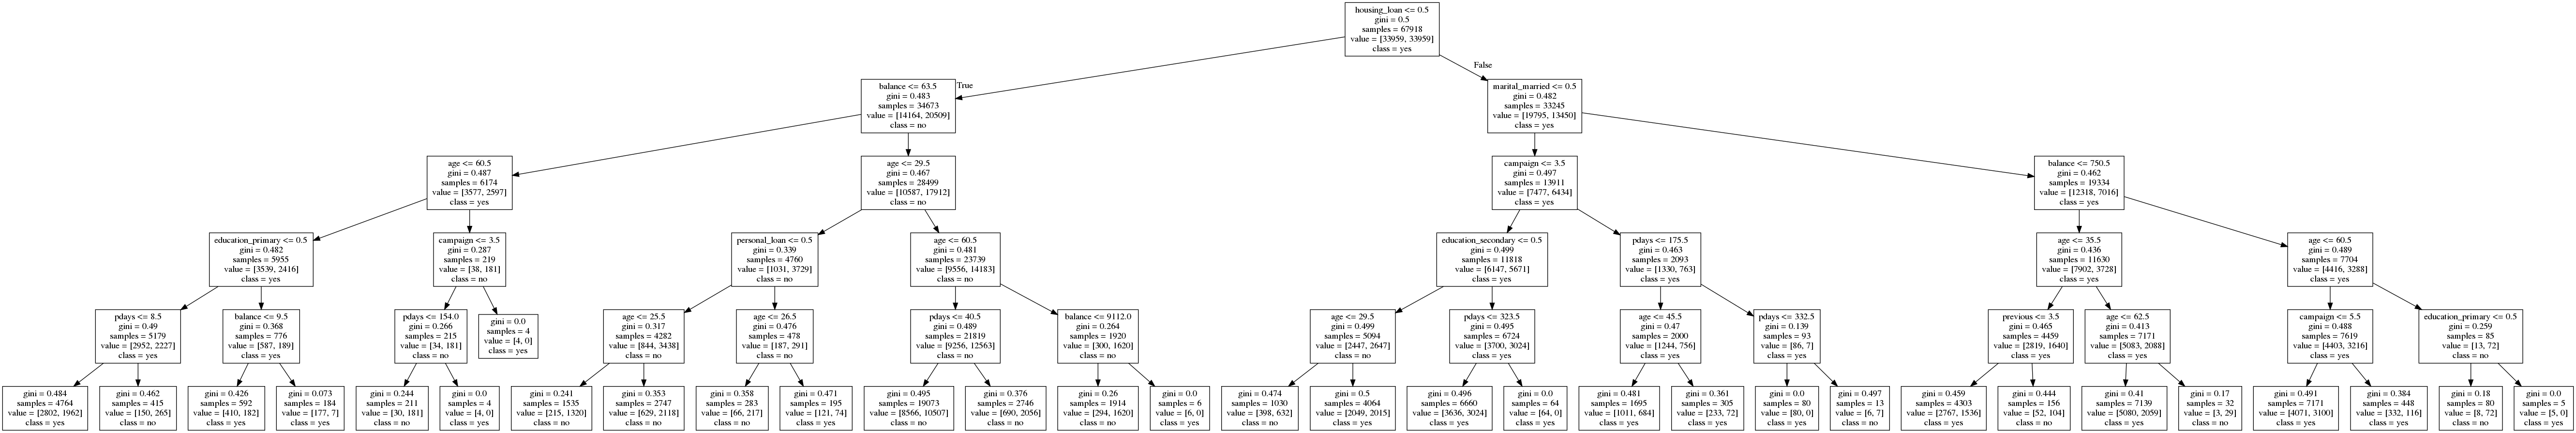 housing_loan <= 0.5
gini = 0.5
samples = 67918
value = [33959, 33959]
class = yes
True
False
balance <= 63.5
gini = 0.483
samples = 34673
value = [14164, 20509]
class = no
marital_married <= 0.5
gini = 0.482
samples = 33245
value = [19795, 13450]
class = yes
age <= 60.5
gini = 0.487
samples = 6174
value = [3577, 2597]
class = yes
age <= 29.5
gini = 0.467
samples = 28499
value = [10587, 17912]
class = no
campaign <= 3.5
gini = 0.497
samples = 13911
value = [7477, 6434]
class = yes
balance <= 750.5
gini = 0.462
samples = 19334
value = [12318, 7016]
class = yes
education_primary <= 0.5
gini = 0.482
samples = 5955
value = [3539, 2416]
class = yes
campaign <= 3.5
gini = 0.287
samples = 219
value = [38, 181]
class = no
personal_loan <= 0.5
gini = 0.339
samples = 4760
value = [1031, 3729]
class = no
age <= 60.5
gini = 0.481
samples = 23739
value = [9556, 14183]
class = no
education_secondary <= 0.5
gini = 0.499
samples = 11818
value = [6147, 5671]
class = yes
pdays <= 175.5
gini = 0.463
samples = 2093
value = [1330, 763]
class = yes
age <= 35.5
gini = 0.436
samples = 11630
value = [7902, 3728]
class = yes
age <= 60.5
gini = 0.489
samples = 7704
value = [4416, 3288]
class = yes
pdays <= 8.5
gini = 0.49
samples = 5179
value = [2952, 2227]
class = yes
balance <= 9.5
gini = 0.368
samples = 776
value = [587, 189]
class = yes
pdays <= 154.0
gini = 0.266
samples = 215
value = [34, 181]
class = no
gini = 0.0
samples = 4
value = [4, 0]
class = yes
age <= 25.5
gini = 0.317
samples = 4282
value = [844, 3438]
class = no
age <= 26.5
gini = 0.476
samples = 478
value = [187, 291]
class = no
pdays <= 40.5
gini = 0.489
samples = 21819
value = [9256, 12563]
class = no
balance <= 9112.0
gini = 0.264
samples = 1920
value = [300, 1620]
class = no
age <= 29.5
gini = 0.499
samples = 5094
value = [2447, 2647]
class = no
pdays <= 323.5
gini = 0.495
samples = 6724
value = [3700, 3024]
class = yes
age <= 45.5
gini = 0.47
samples = 2000
value = [1244, 756]
class = yes
pdays <= 332.5
gini = 0.139
samples = 93
value = [86, 7]
class = yes
previous <= 3.5
gini = 0.465
samples = 4459
value = [2819, 1640]
class = yes
age <= 62.5
gini = 0.413
samples = 7171
value = [5083, 2088]
class = yes
campaign <= 5.5
gini = 0.488
samples = 7619
value = [4403, 3216]
class = yes
education_primary <= 0.5
gini = 0.259
samples = 85
value = [13, 72]
class = no
gini = 0.484
samples = 4764
value = [2802, 1962]
class = yes
gini = 0.462
samples = 415
value = [150, 265]
class = no
gini = 0.426
samples = 592
value = [410, 182]
class = yes
gini = 0.073
samples = 184
value = [177, 7]
class = yes
gini = 0.244
samples = 211
value = [30, 181]
class = no
gini = 0.0
samples = 4
value = [4, 0]
class = yes
gini = 0.241
samples = 1535
value = [215, 1320]
class = no
gini = 0.353
samples = 2747
value = [629, 2118]
class = no
gini = 0.358
samples = 283
value = [66, 217]
class = no
gini = 0.471
samples = 195
value = [121, 74]
class = yes
gini = 0.495
samples = 19073
value = [8566, 10507]
class = no
gini = 0.376
samples = 2746
value = [690, 2056]
class = no
gini = 0.26
samples = 1914
value = [294, 1620]
class = no
gini = 0.0
samples = 6
value = [6, 0]
class = yes
gini = 0.474
samples = 1030
value = [398, 632]
class = no
gini = 0.5
samples = 4064
value = [2049, 2015]
class = yes
gini = 0.496
samples = 6660
value = [3636, 3024]
class = yes
gini = 0.0
samples = 64
value = [64, 0]
class = yes
gini = 0.481
samples = 1695
value = [1011, 684]
class = yes
gini = 0.361
samples = 305
value = [233, 72]
class = yes
gini = 0.0
samples = 80
value = [80, 0]
class = yes
gini = 0.497
samples = 13
value = [6, 7]
class = no
gini = 0.459
samples = 4303
value = [2767, 1536]
class = yes
gini = 0.444
samples = 156
value = [52, 104]
class = no
gini = 0.41
samples = 7139
value = [5080, 2059]
class = yes
gini = 0.17
samples = 32
value = [3, 29]
class = no
gini = 0.491
samples = 7171
value = [4071, 3100]
class = yes
gini = 0.384
samples = 448
value = [332, 116]
class = yes
gini = 0.18
samples = 80
value = [8, 72]
class = no
gini = 0.0
samples = 5
value = [5, 0]
class = yes